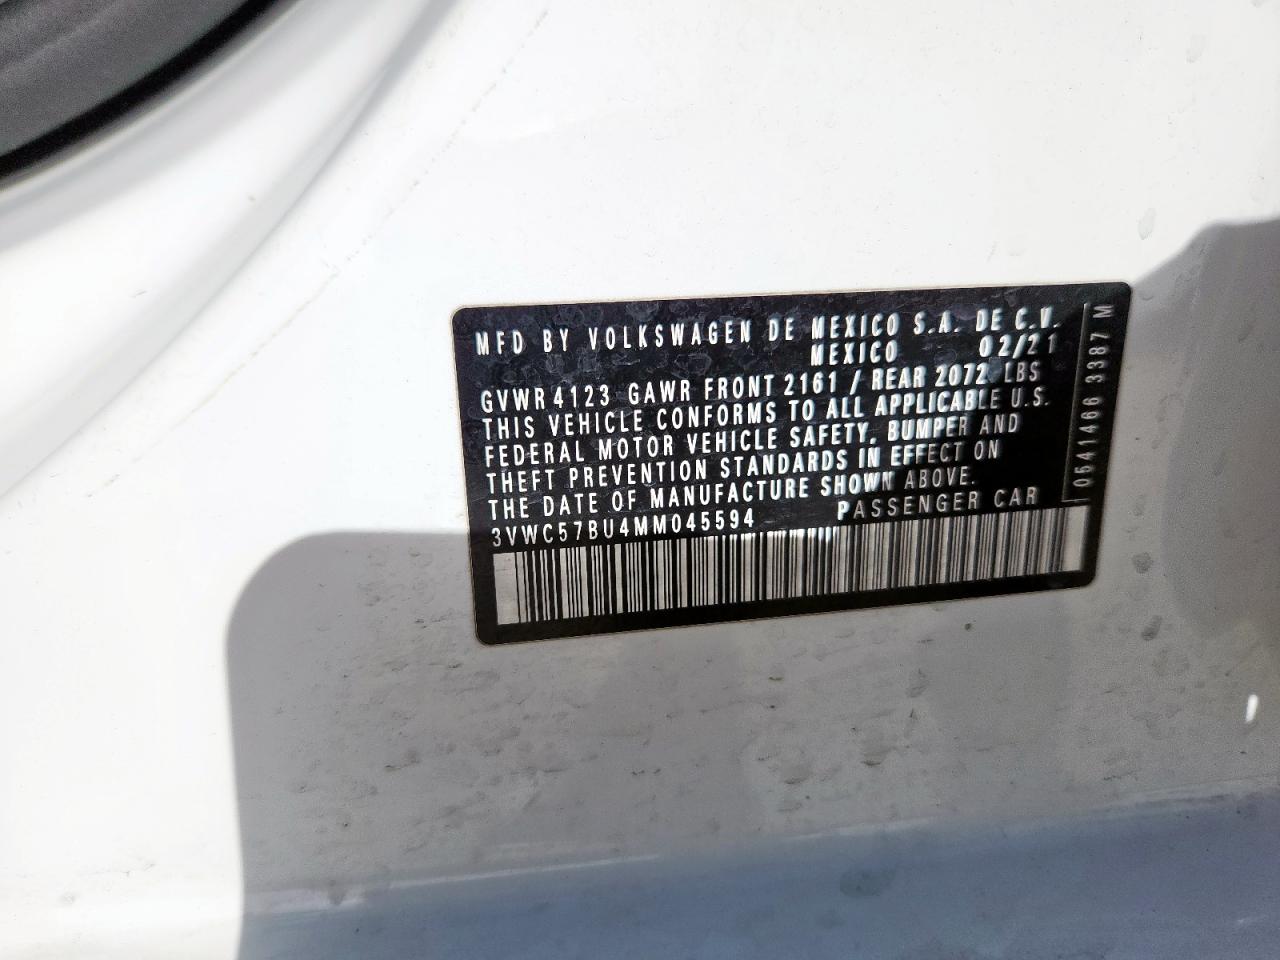 MFD BY VOLKSWAGEN DE MEXICO S.A. DE C.V.
MEXICO 02/21
GVWR 4123 GAWR FRONT 2161 / REAR 2072 LBS
THIS VEHICLE CONFORMS TO ALL APPLICABLE U.S.
FEDERAL MOTOR VEHICLE SAFETY, BUMPER AND
THEFT PREVENTION STANDARDS IN EFFECT ON
THE DATE OF MANUFACTURE SHOWN ABOVE.
3VWC57BU4MM045594 PASSENGER CAR
0641466 3387 M